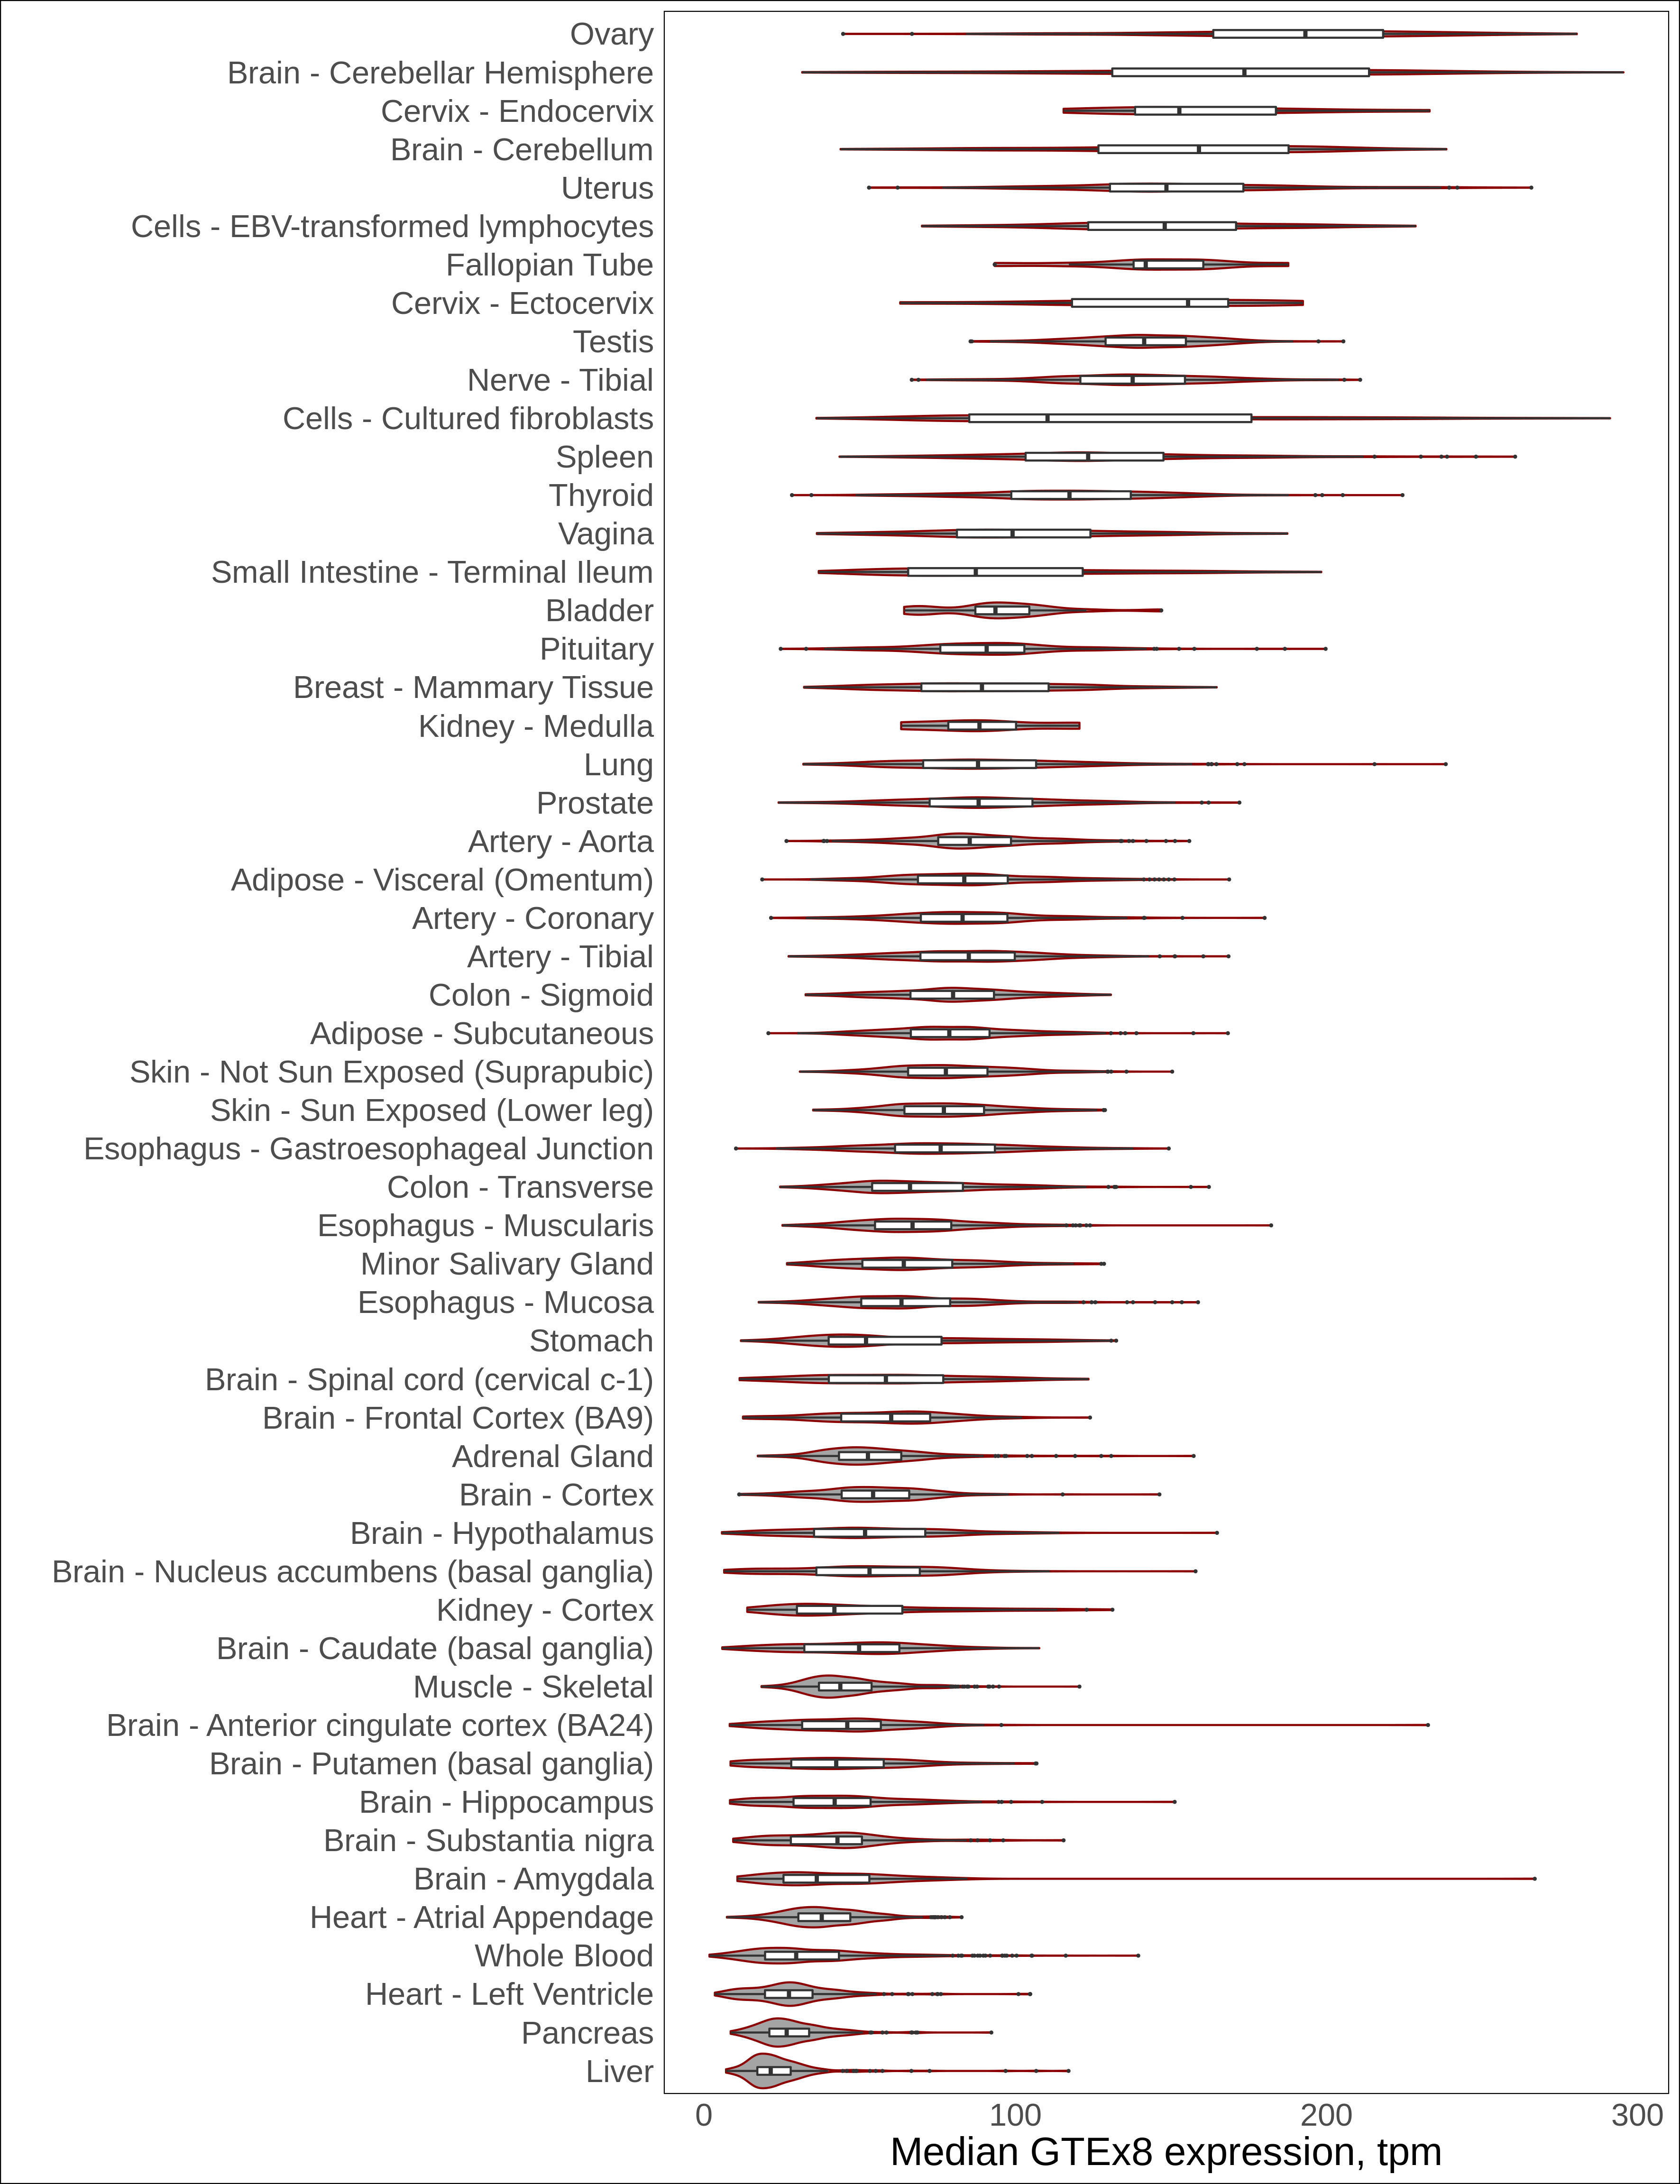 Ovary
Brain - Cerebellar Hemisphere
Cervix - Endocervix
Brain - Cerebellum
Uterus
Cells - EBV-transformed lymphocytes
Fallopian Tube
Cervix - Ectocervix
Testis
Nerve - Tibial
Cells - Cultured fibroblasts
Spleen
Thyroid
Vagina
Small Intestine - Terminal Ileum
Bladder
Pituitary
Breast - Mammary Tissue
Kidney - Medulla
Lung
Prostate
Artery - Aorta
Adipose - Visceral (Omentum)
Artery - Coronary
Artery - Tibial
Colon - Sigmoid
Adipose - Subcutaneous
Skin - Not Sun Exposed (Suprapubic)
Skin - Sun Exposed (Lower leg)
Esophagus - Gastroesophageal Junction
Colon - Transverse
Esophagus - Muscularis
Minor Salivary Gland
Esophagus - Mucosa
Stomach
Brain - Spinal cord (cervical c-1)
Brain - Frontal Cortex (BA9)
Adrenal Gland
Brain - Cortex
Brain - Hypothalamus
Brain - Nucleus accumbens (basal ganglia)
Kidney - Cortex
Brain - Caudate (basal ganglia)
Muscle - Skeletal
Brain - Anterior cingulate cortex (BA24)
Brain - Putamen (basal ganglia)
Brain - Hippocampus
Brain - Substantia nigra
Brain - Amygdala
Heart - Atrial Appendage
Whole Blood
Heart - Left Ventricle
Pancreas
Liver
0 100 200 300
Median GTEx8 expression, tpm